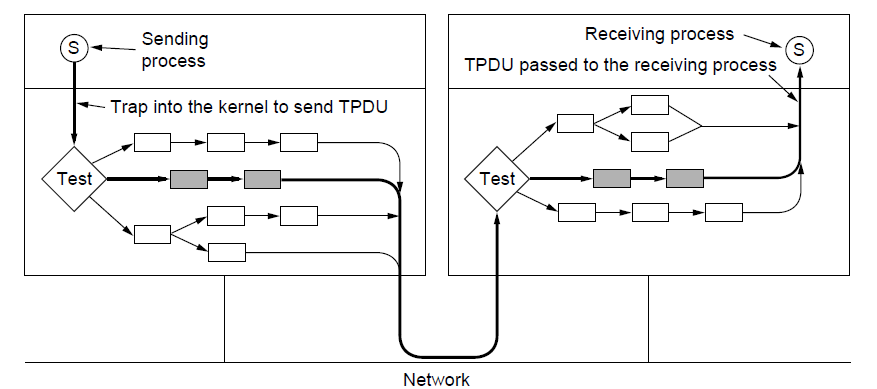 S
Sending
process
Trap into the kernel to send TPDU
Test
Receiving process
S
TPDU passed to the receiving process
Test
Network